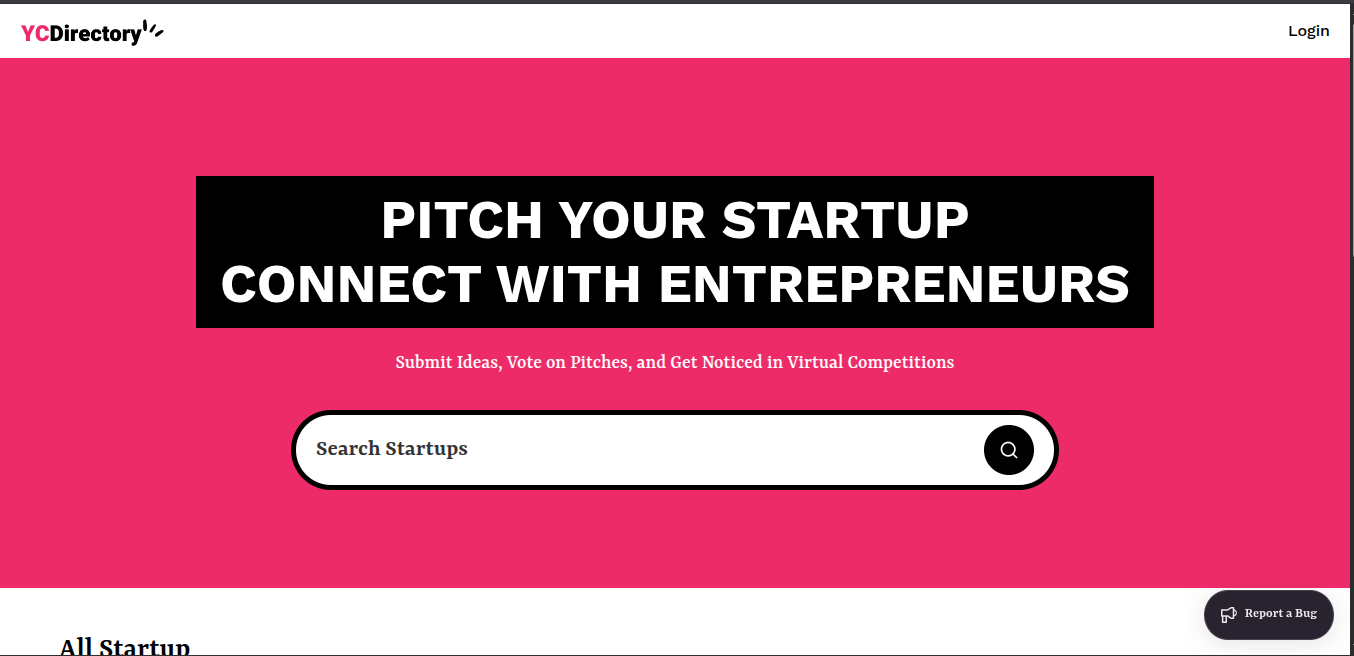 YCDirectory
Login
PITCH YOUR STARTUP
CONNECT WITH ENTREPRENEURS
Submit Ideas, Vote on Pitches, and Get Noticed in Virtual Competitions
Search Startups
Report a Bug
All Startup